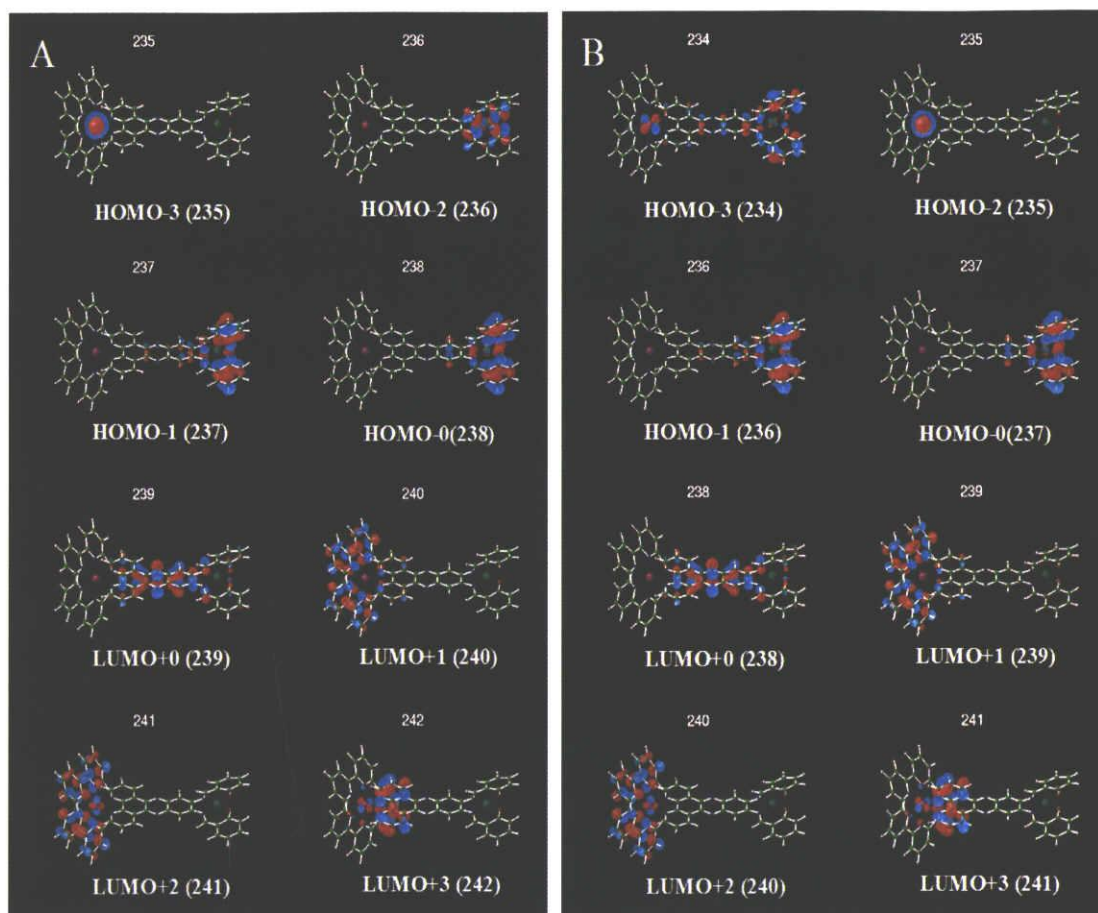 A
235 236
HOMO-3 (235) HOMO-2 (236)
237 238
HOMO-1 (237) HOMO-0(238)
239 240
LUMO+0 (239) LUMO+1 (240)
241 242
LUMO+2 (241) LUMO+3 (242)
B
234 235
HOMO-3 (234) HOMO-2 (235)
236 237
HOMO-1 (236) HOMO-0(237)
238 239
LUMO+0 (238) LUMO+1 (239)
240 241
LUMO+2 (240) LUMO+3 (241)